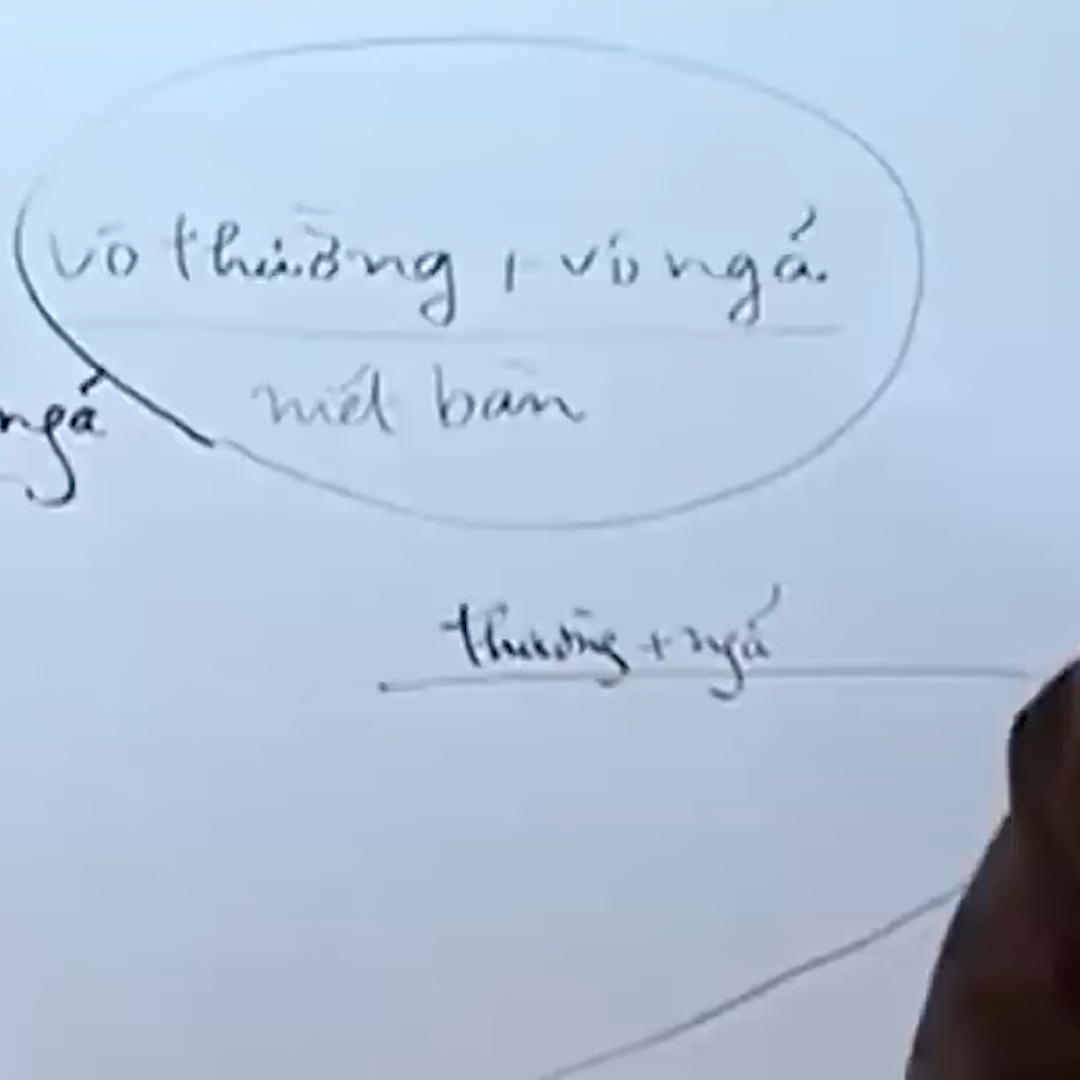 vô thường, vô ngã
niết bàn
ngã
thường + ngã